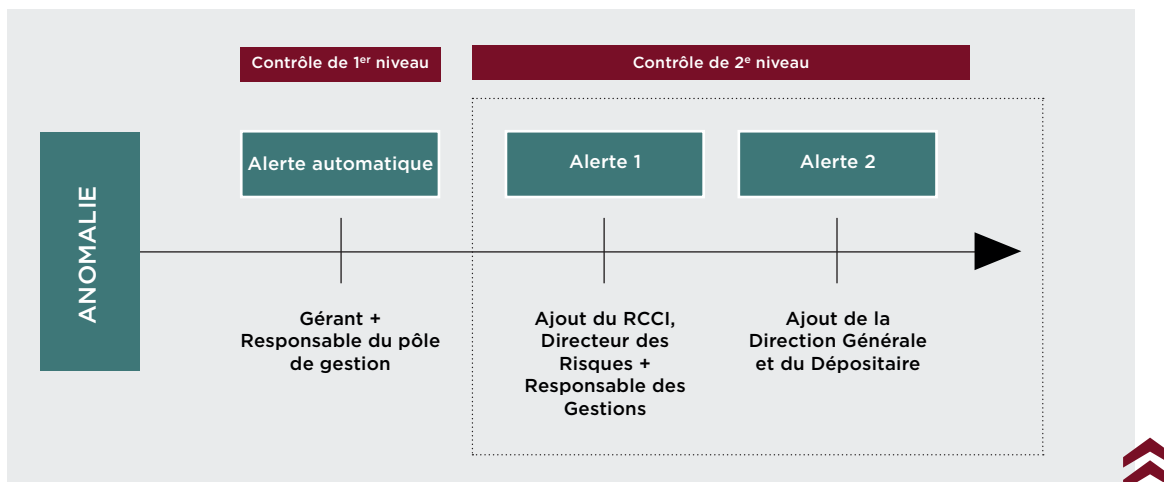 Contrôle de 1er niveau
Contrôle de 2e niveau
ANOMALIE
Alerte automatique
Alerte 1
Alerte 2
Gérant +
Responsable du pôle
de gestion
Ajout du RCCI,
Directeur des
Risques +
Responsable des
Gestions
Ajout de la
Direction Générale
et du Dépositaire